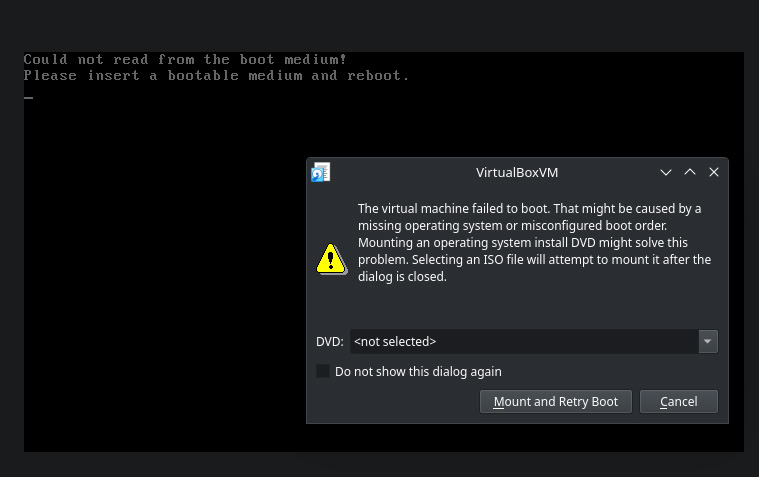 Could not read from the boot medium!
Please insert a bootable medium and reboot.
_
VirtualBoxVM
The virtual machine failed to boot. That might be caused by a
missing operating system or misconfigured boot order.
Mounting an operating system install DVD might solve this
problem. Selecting an ISO file will attempt to mount it after the
dialog is closed.
DVD: <not selected>
Do not show this dialog again
Mount and Retry Boot Cancel